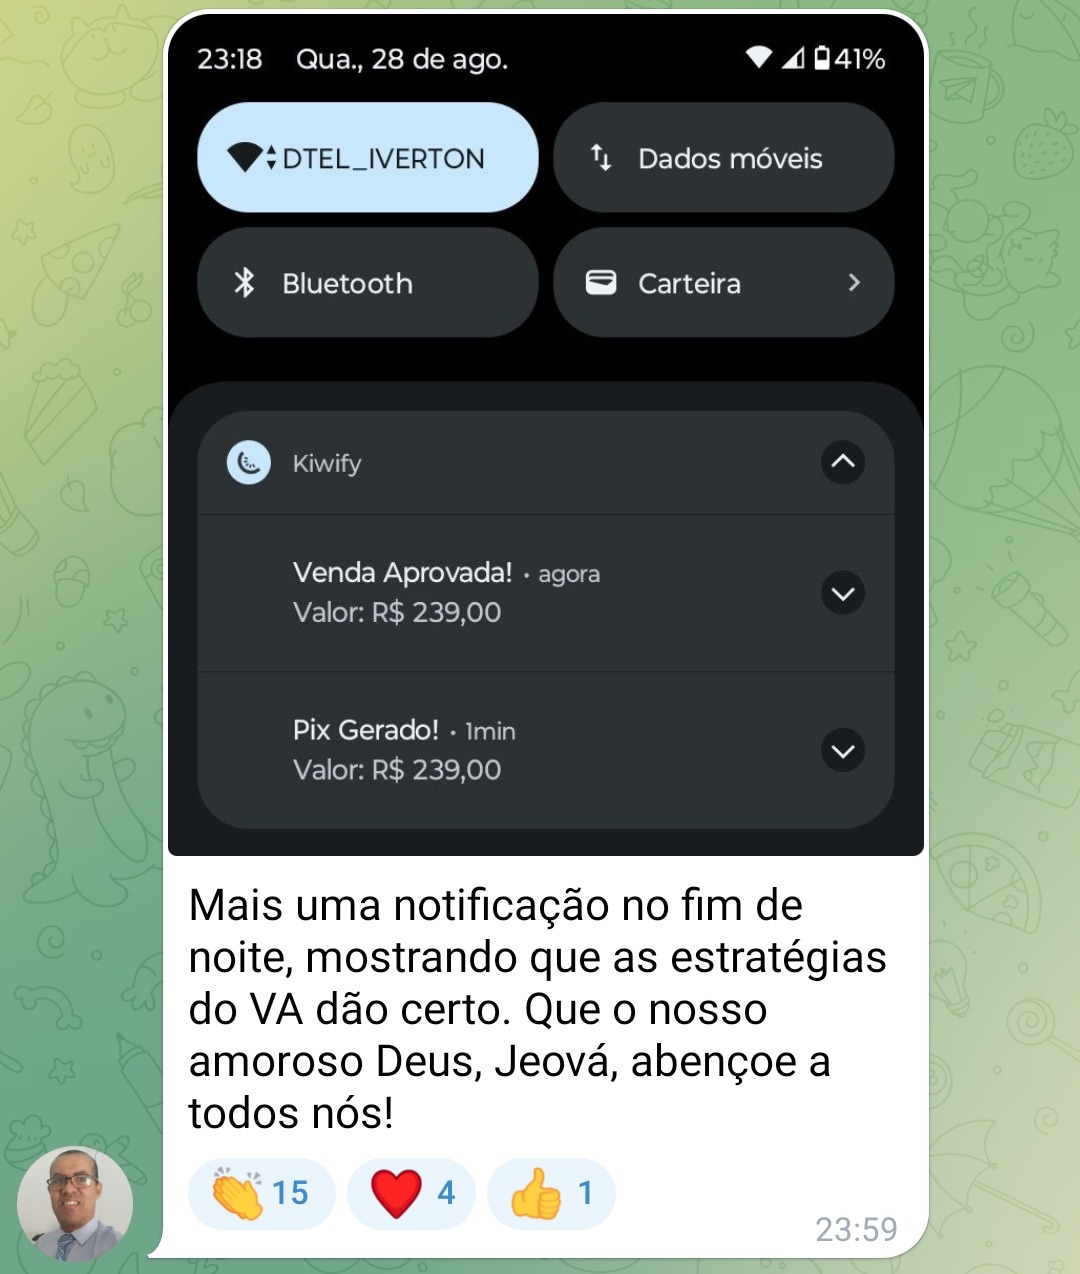 23:18 Qua., 28 de ago. 41%
DTEL_IVERTON Dados móveis
Bluetooth Carteira
Kiwify
Venda Aprovada! • agora
Valor: R$ 239,00
Pix Gerado! • 1min
Valor: R$ 239,00
Mais uma notificação no fim de
noite, mostrando que as estratégias
do VA dão certo. Que o nosso
amoroso Deus, Jeová, abençoe a
todos nós!
👏 15 ❤️ 4 👍 1
23:59